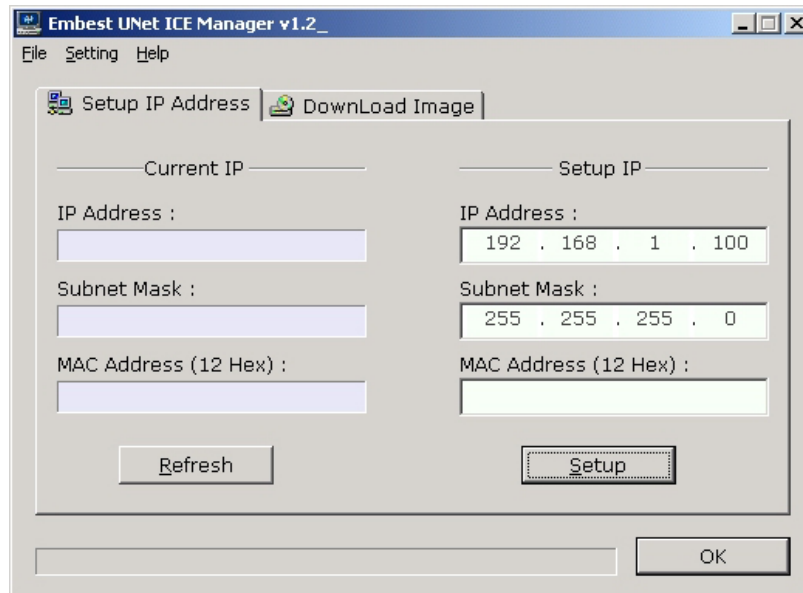 Embest UNet ICE Manager v1.2_
File Setting Help
Setup IP Address DownLoad Image
Current IP
IP Address :
Subnet Mask :
MAC Address (12 Hex) :
Refresh
Setup IP
IP Address :
192 . 168 . 1 . 100
Subnet Mask :
255 . 255 . 255 . 0
MAC Address (12 Hex) :
Setup
OK